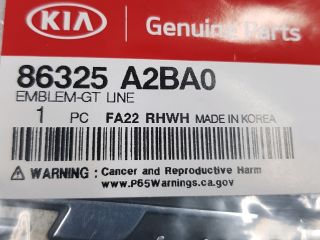 KIA Genuine Parts
86325 A2BA0
EMBLEM-GT LINE
1 PC FA22 RHWH MADE IN KOREA
WARNING : Cancer and Reproductive Harm
www.P65Warnings.ca.gov